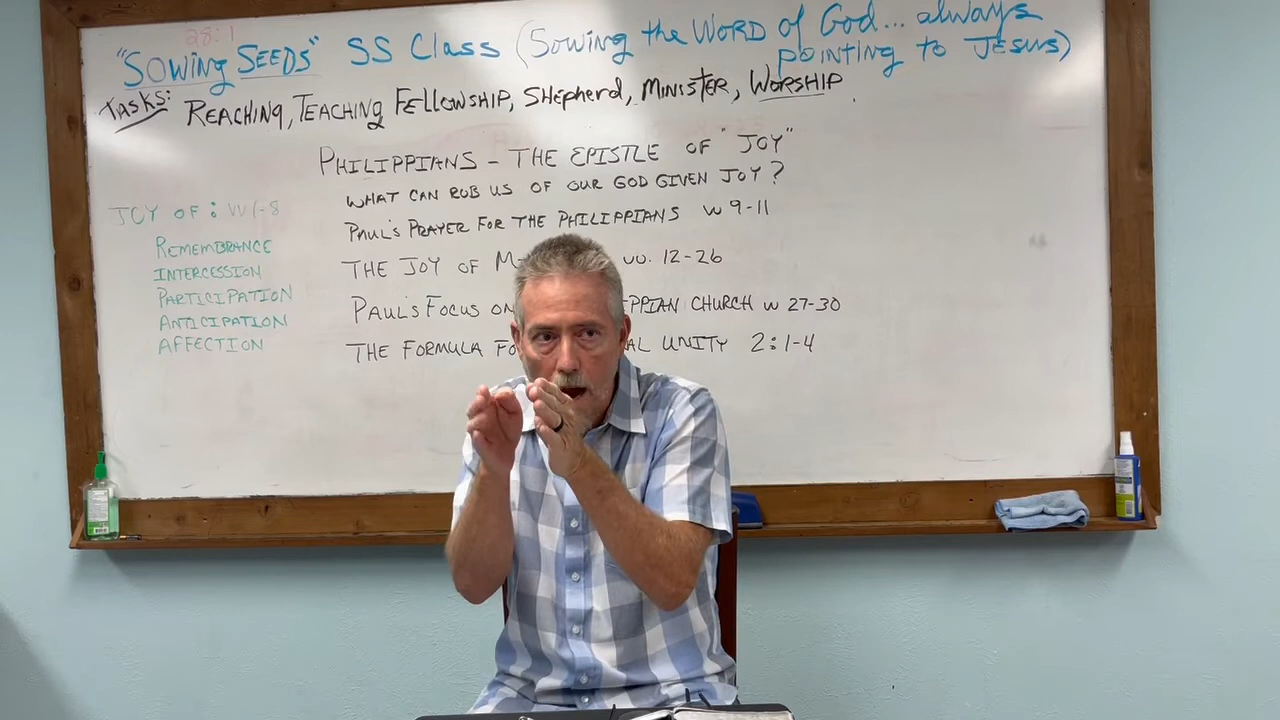 28:1
"SOWING SEEDS" SS Class (SOWING the WORD of God... always
pointing to JESUS)
TASKS: REACHING, TEACHING FELLOWSHIP, SHEPHERD, MINISTER, WORSHIP
PHILIPPIANS - THE EPISTLE OF "JOY"
WHAT CAN ROB US OF OUR GOD GIVEN JOY?
JOY OF: VV 1-8
PAUL'S PRAYER FOR THE PHILIPPIANS VV 9-11
REMEMBRANCE
THE JOY OF M vv. 12-26
INTERCESSION
PARTICIPATION
PAUL'S FOCUS ON EPPIAN CHURCH VV 27-30
ANTICIPATION
THE FORMULA FO AL UNITY 2:1-4
AFFECTION